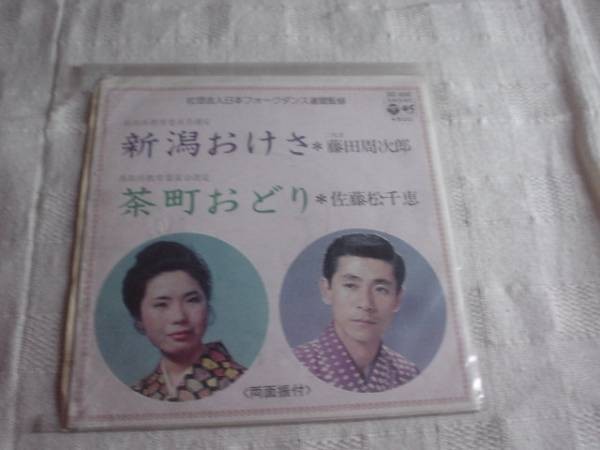 社団法人日本フォークダンス連盟監修
新潟おけさ*藤田周次郎
茶町おどり*佐藤松千恵
45
<両面振付>